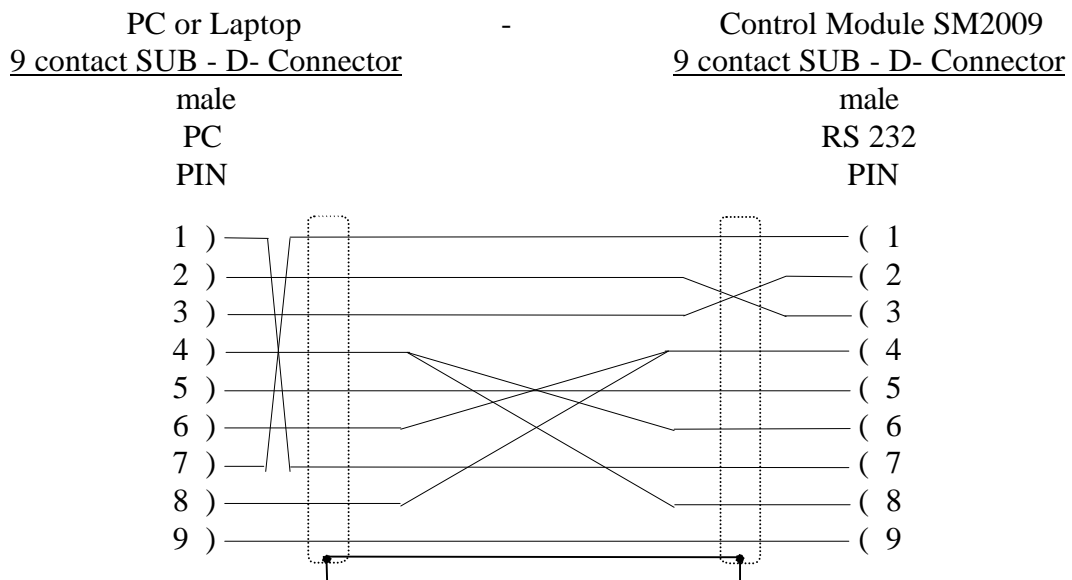 PC or Laptop - Control Module SM2009
9 contact SUB - D- Connector 9 contact SUB - D- Connector
male male
PC RS 232
PIN PIN
1 ) ( 1
2 ) ( 2
3 ) ( 3
4 ) ( 4
5 ) ( 5
6 ) ( 6
7 ) ( 7
8 ) ( 8
9 ) ( 9